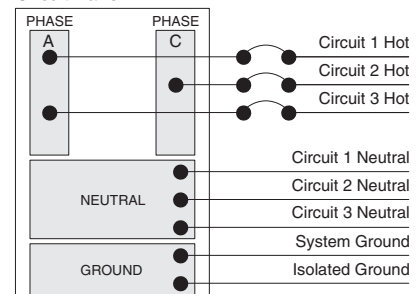 PHASE PHASE
A C
Circuit 1 Hot
Circuit 2 Hot
Circuit 3 Hot
Circuit 1 Neutral
Circuit 2 Neutral
NEUTRAL
Circuit 3 Neutral
System Ground
GROUND
Isolated Ground